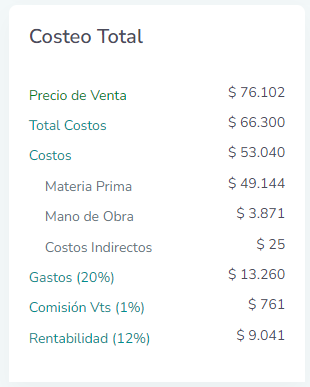 Costeo Total
Precio de Venta $ 76.102
Total Costos $ 66.300
Costos $ 53.040
Materia Prima $ 49.144
Mano de Obra $ 3.871
Costos Indirectos $ 25
Gastos (20%) $ 13.260
Comisión Vts (1%) $ 761
Rentabilidad (12%) $ 9.041